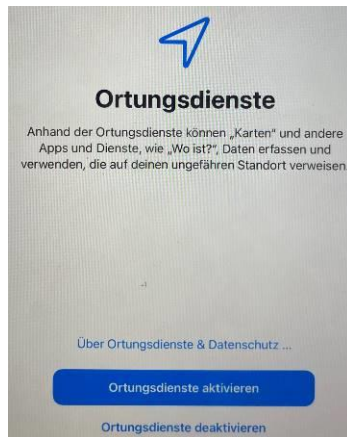 Ortungsdienste
Anhand der Ortungsdienste können „Karten“ und andere
Apps und Dienste, wie „Wo ist?“, Daten erfassen und
verwenden, die auf deinen ungefähren Standort verweisen
Über Ortungsdienste & Datenschutz ...
Ortungsdienste aktivieren
Ortungsdienste deaktivieren